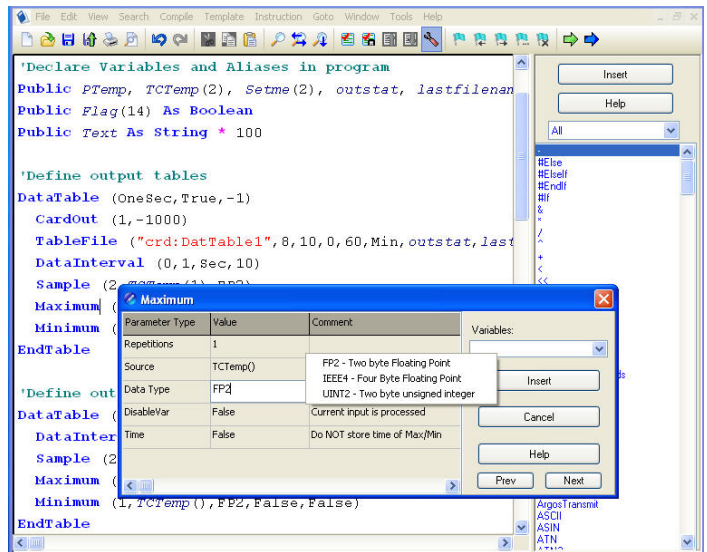 File Edit View Search Compile Template Instruction Goto Window Tools Help
'Declare Variables and Aliases in program
Public PTemp, TCTemp(2), Setme(2), outstat, lastfilenam
Public Flag(14) As Boolean
Public Text As String * 100
'Define output tables
DataTable (OneSec,True,-1)
CardOut (1,-1000)
TableFile ("crd:DatTable1",8,10,0,60,Min,outstat,last
DataInterval (0,1,Sec,10)
Sample (2,TCTemp(1),FP2)
Maximum (
Minimum (
EndTable
'Define out
DataTable (
DataInter
Sample (2
Maximum (
Minimum (1,TCTemp(),FP2,False,False)
EndTable
Maximum
Parameter Type Value Comment
Repetitions 1
Source TCTemp()
Data Type FP2
DisableVar False Current input is processed
Time False Do NOT store time of Max/Min
FP2 - Two byte Floating Point
IEEE4 - Four Byte Floating Point
UINT2 - Two byte unsigned integer
Variables:
Insert
Cancel
Help
Prev Next
Insert
Help
All
-
#Else
#ElseIf
#EndIf
#If
&
*
/
^
+
<
<<
ds
ArgosTransmit
ASCII
ASIN
ATN
ATN2